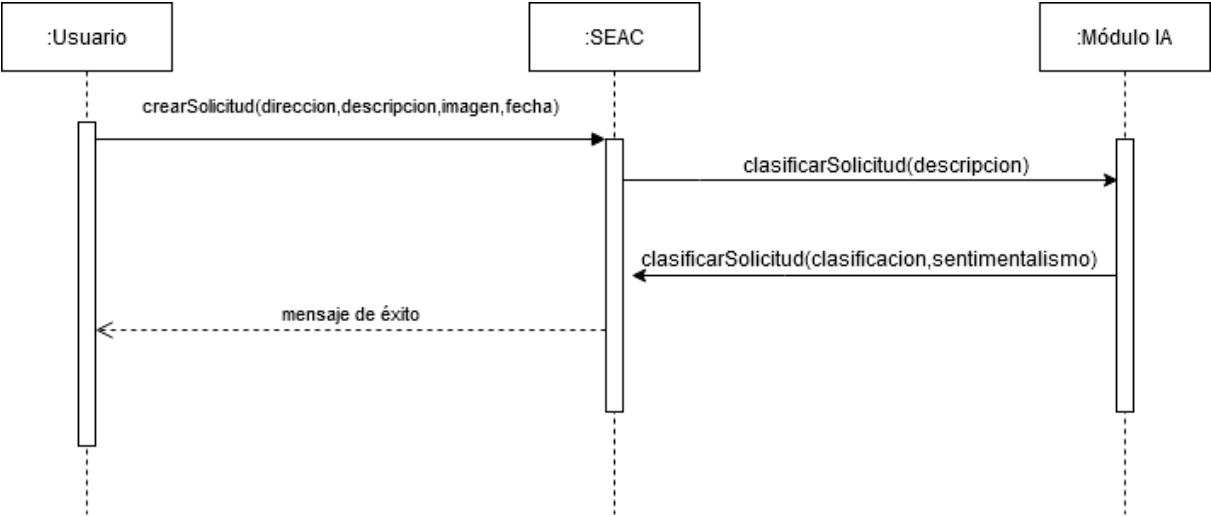 :Usuario
:SEAC
:Módulo IA
crearSolicitud(direccion,descripcion,imagen,fecha)
clasificarSolicitud(descripcion)
clasificarSolicitud(clasificacion,sentimentalismo)
mensaje de éxito